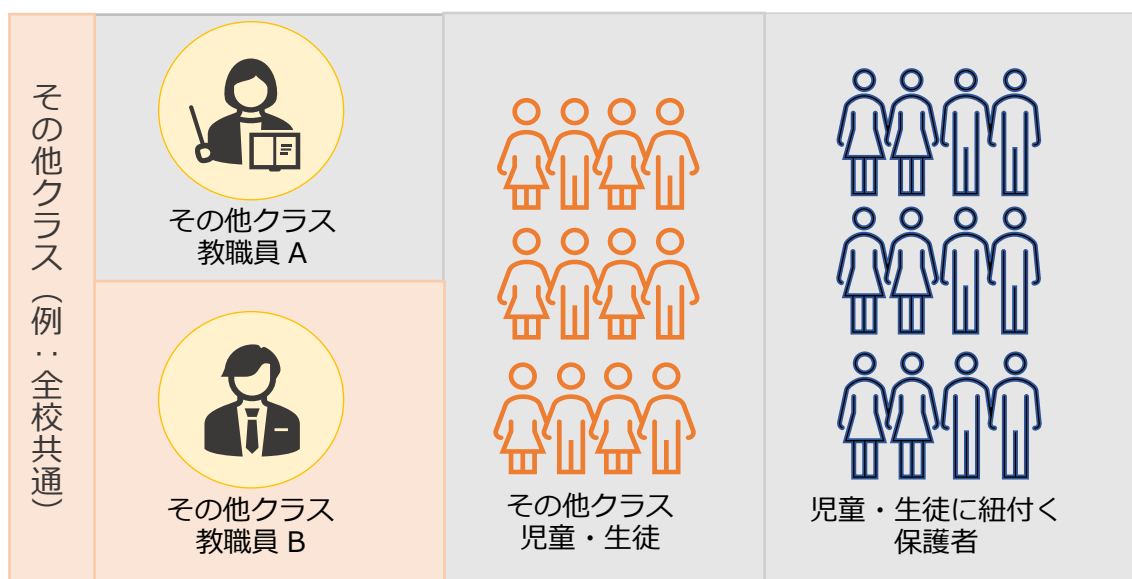 その他クラス（例：全校共通）
その他クラス
教職員 A
その他クラス
教職員 B
その他クラス
児童・生徒
児童・生徒に紐付く
保護者